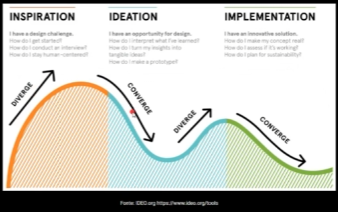 INSPIRATION
I have a design challenge.
How do I get started?
How do I conduct an interview?
How do I stay human-centered?
IDEATION
I have an opportunity for design.
How do I interpret what I've learned?
How do I turn my insights into
tangible ideas?
How do I make a prototype?
IMPLEMENTATION
I have an innovative solution.
How do I make my concept real?
How do I assess if it's working?
How do I plan for sustainability?
DIVERGE
CONVERGE
DIVERGE
CONVERGE
Fonte: IDEO.org https://www.ideo.org/tools